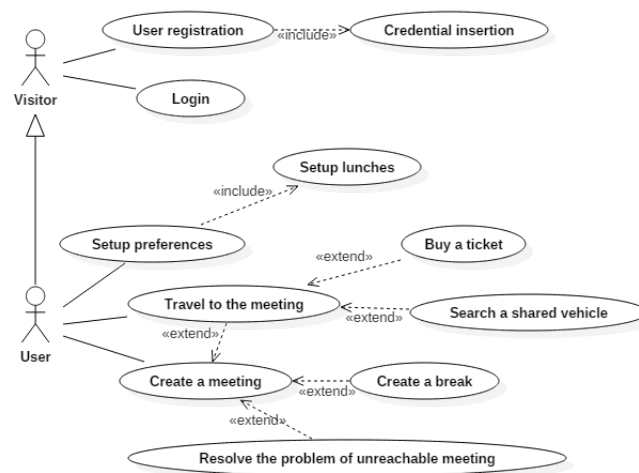 User registration
«include»
Credential insertion
Visitor
Login
Setup lunches
«include»
Setup preferences
Buy a ticket
«extend»
Travel to the meeting
«extend»
Search a shared vehicle
«extend»
User
Create a meeting
Create a break
«extend»
«extend»
Resolve the problem of unreachable meeting